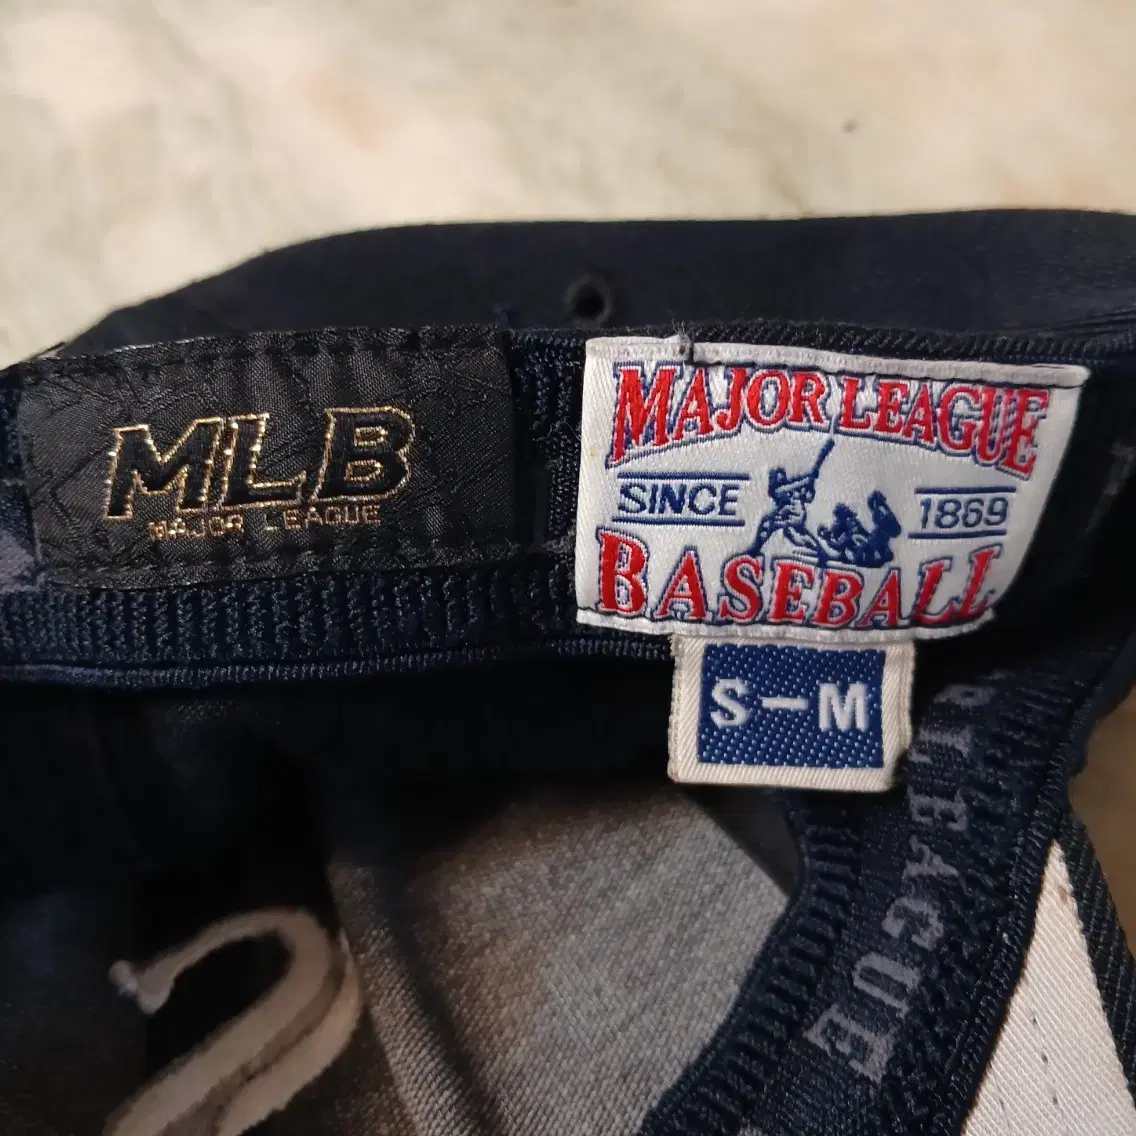 MLB
MAJOR LEAGUE
MAJOR LEAGUE
SINCE 1869
BASEBALL
S-M
LEAGUE